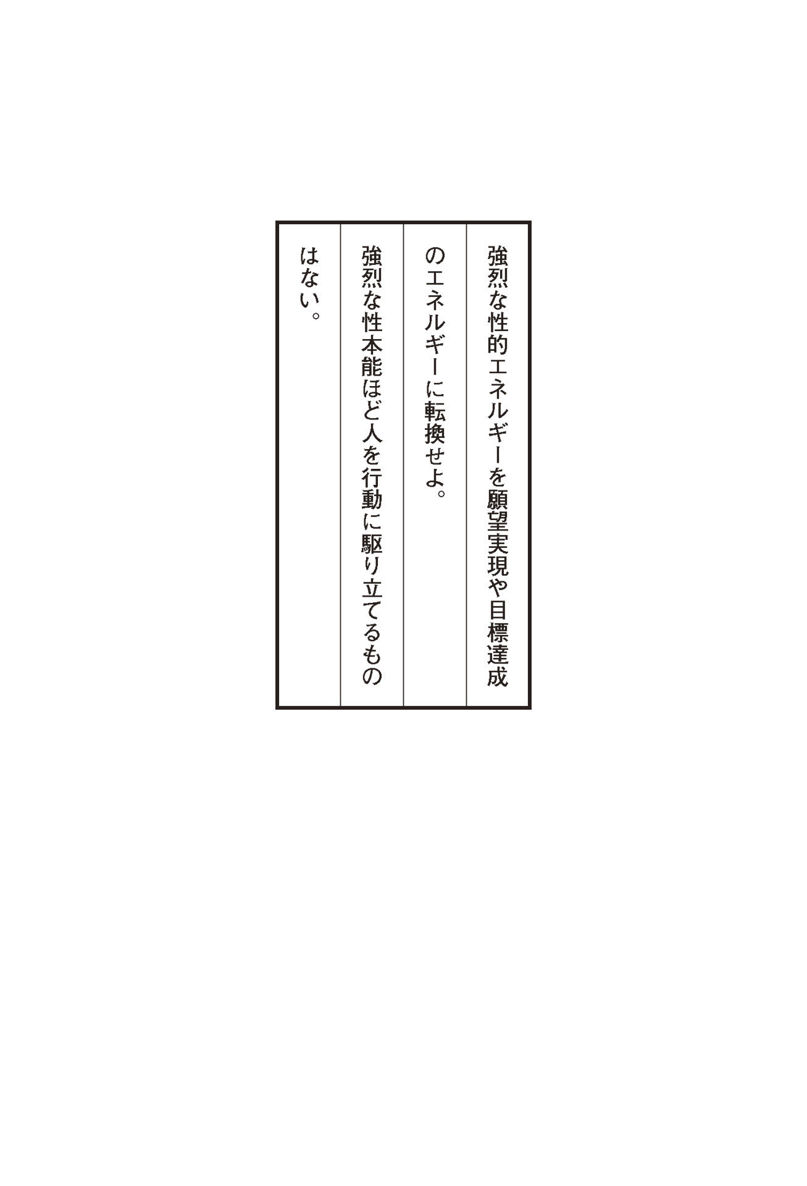 強烈な性的エネルギーを願望実現や目標達成
のエネルギーに転換せよ。
強烈な性本能ほど人を行動に駆り立てるもの
はない。